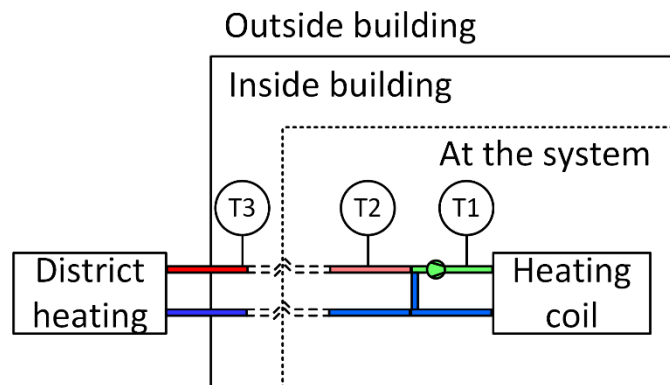 Outside building
Inside building
At the system
T3
T2
T1
District
heating
Heating
coil